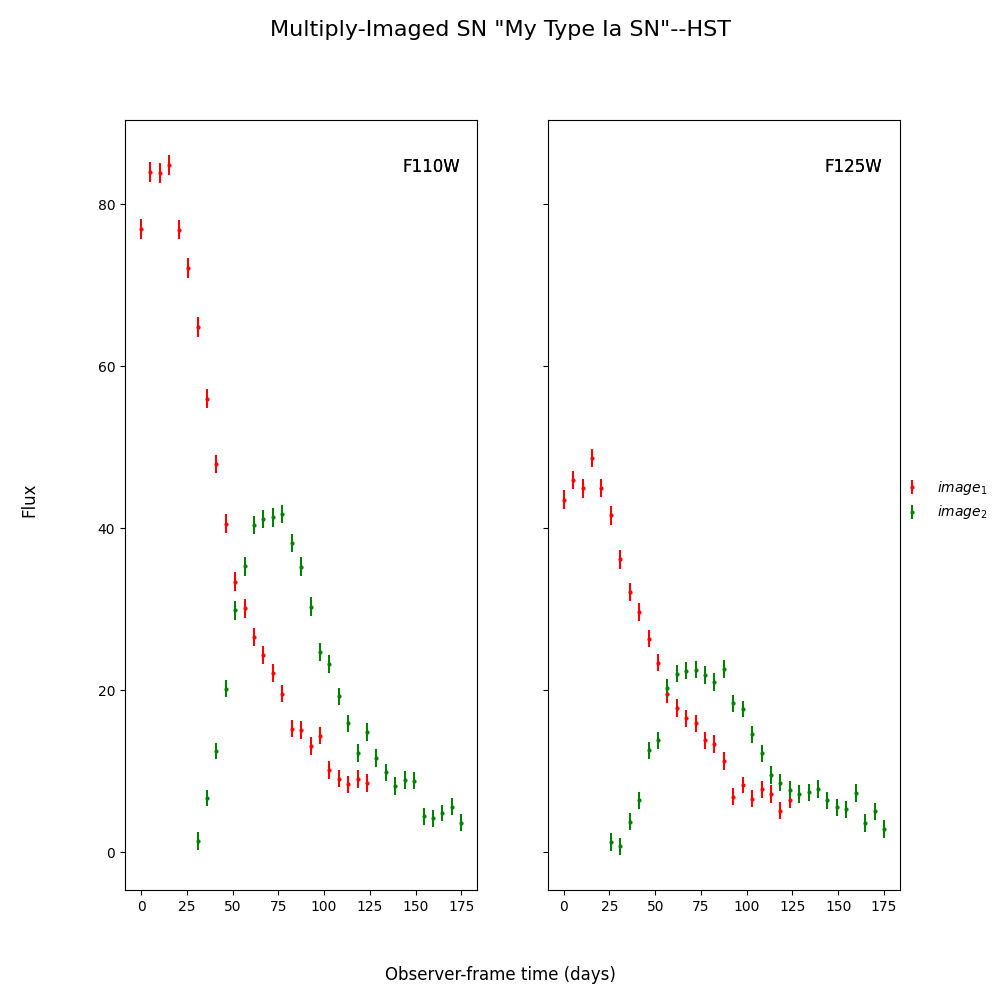 Multiply-Imaged SN "My Type Ia SN"--HST
F110W
F125W
80
60
40
20
0
Flux
0 25 50 75 100 125 150 175
0 25 50 75 100 125 150 175
image₁
image₂
Observer-frame time (days)